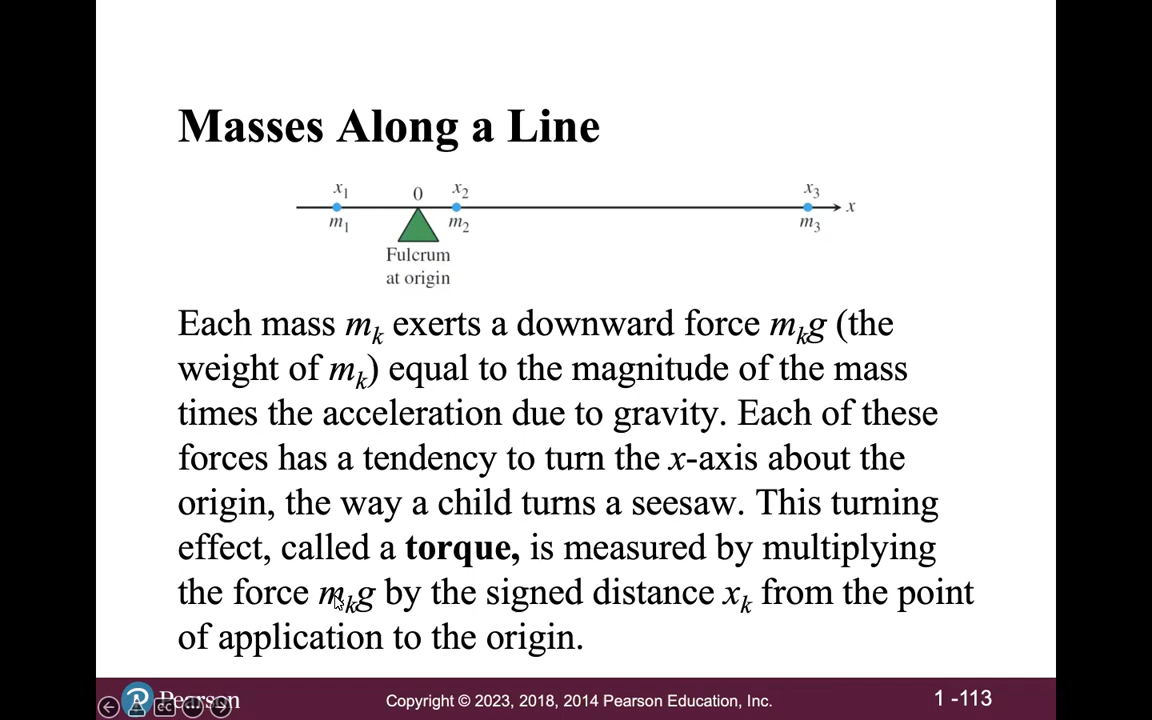 Masses Along a Line
x₁ 0 x₂ x₃
x
m₁ m₂ m₃
Fulcrum
at origin
Each mass mₖ exerts a downward force mₖg (the
weight of mₖ) equal to the magnitude of the mass
times the acceleration due to gravity. Each of these
forces has a tendency to turn the x-axis about the
origin, the way a child turns a seesaw. This turning
effect, called a torque, is measured by multiplying
the force mₖg by the signed distance xₖ from the point
of application to the origin.
Pearson
Copyright © 2023, 2018, 2014 Pearson Education, Inc.
1 -113